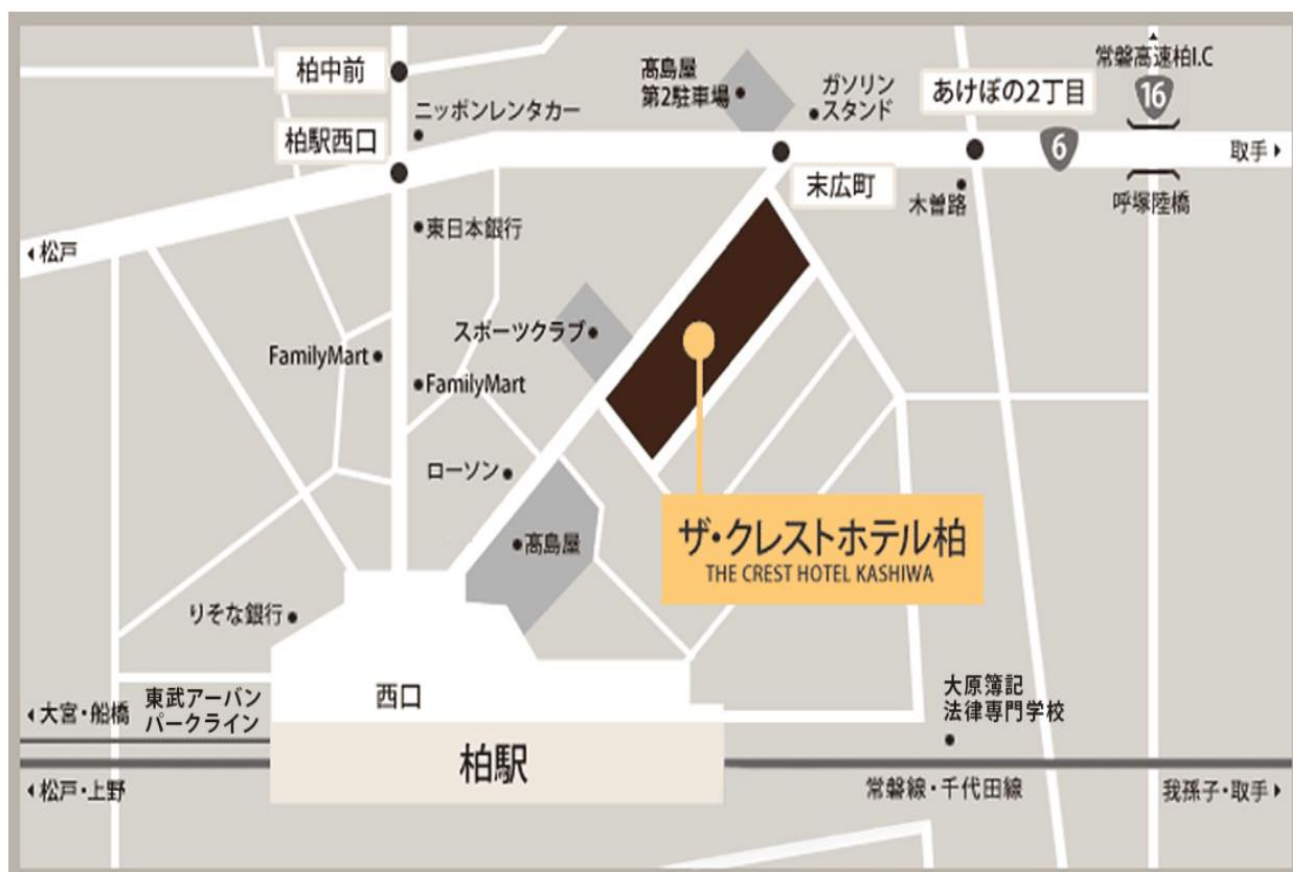 柏中前
髙島屋
第2駐車場
ガソリン
スタンド
あけぼの2丁目
常磐高速柏I.C
16
ニッポンレンタカー
柏駅西口
6
取手
末広町
木曽路
呼塚陸橋
東日本銀行
松戸
スポーツクラブ
FamilyMart
FamilyMart
ローソン
髙島屋
ザ・クレストホテル柏
THE CREST HOTEL KASHIWA
りそな銀行
西口
大原簿記
法律専門学校
大宮・船橋
東武アーバン
パークライン
柏駅
松戸・上野
常磐線・千代田線
我孫子・取手